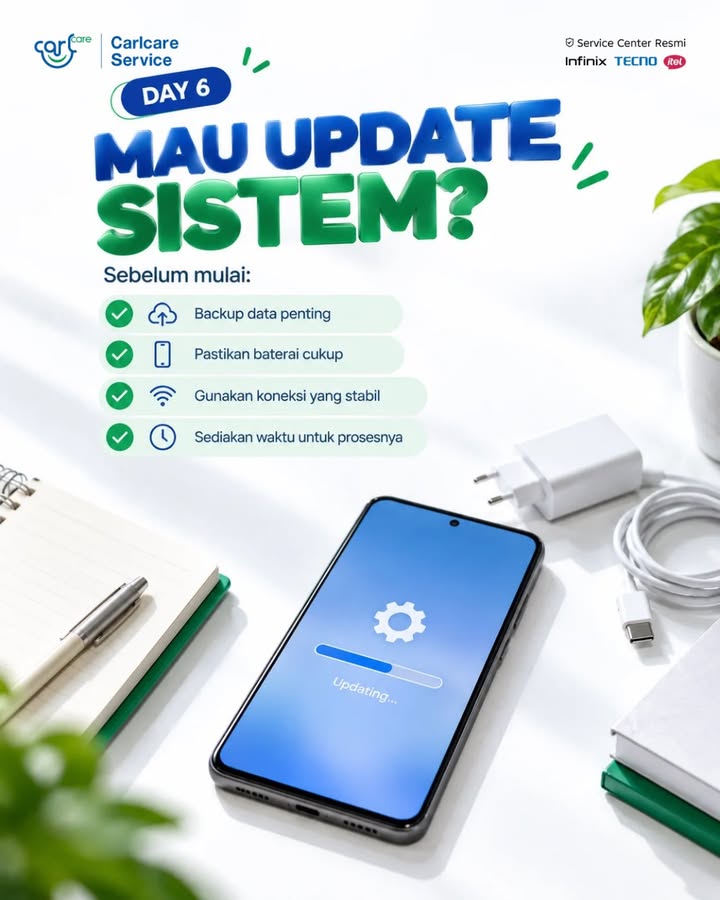 carlcare
Carlcare
Service
Service Center Resmi
Infinix TECNO itel
DAY 6
MAU UPDATE
SISTEM?
Sebelum mulai:
Backup data penting
Pastikan baterai cukup
Gunakan koneksi yang stabil
Sediakan waktu untuk prosesnya
Updating...